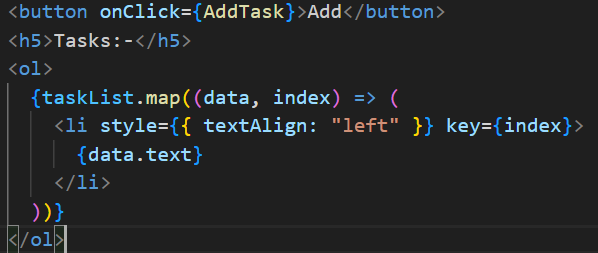 <button onClick={AddTask}>Add</button>
<h5>Tasks:-</h5>
<ol>
  {taskList.map((data, index) => (
    <li style={{ textAlign: "left" }} key={index}>
      {data.text}
    </li>
  ))}
</ol>